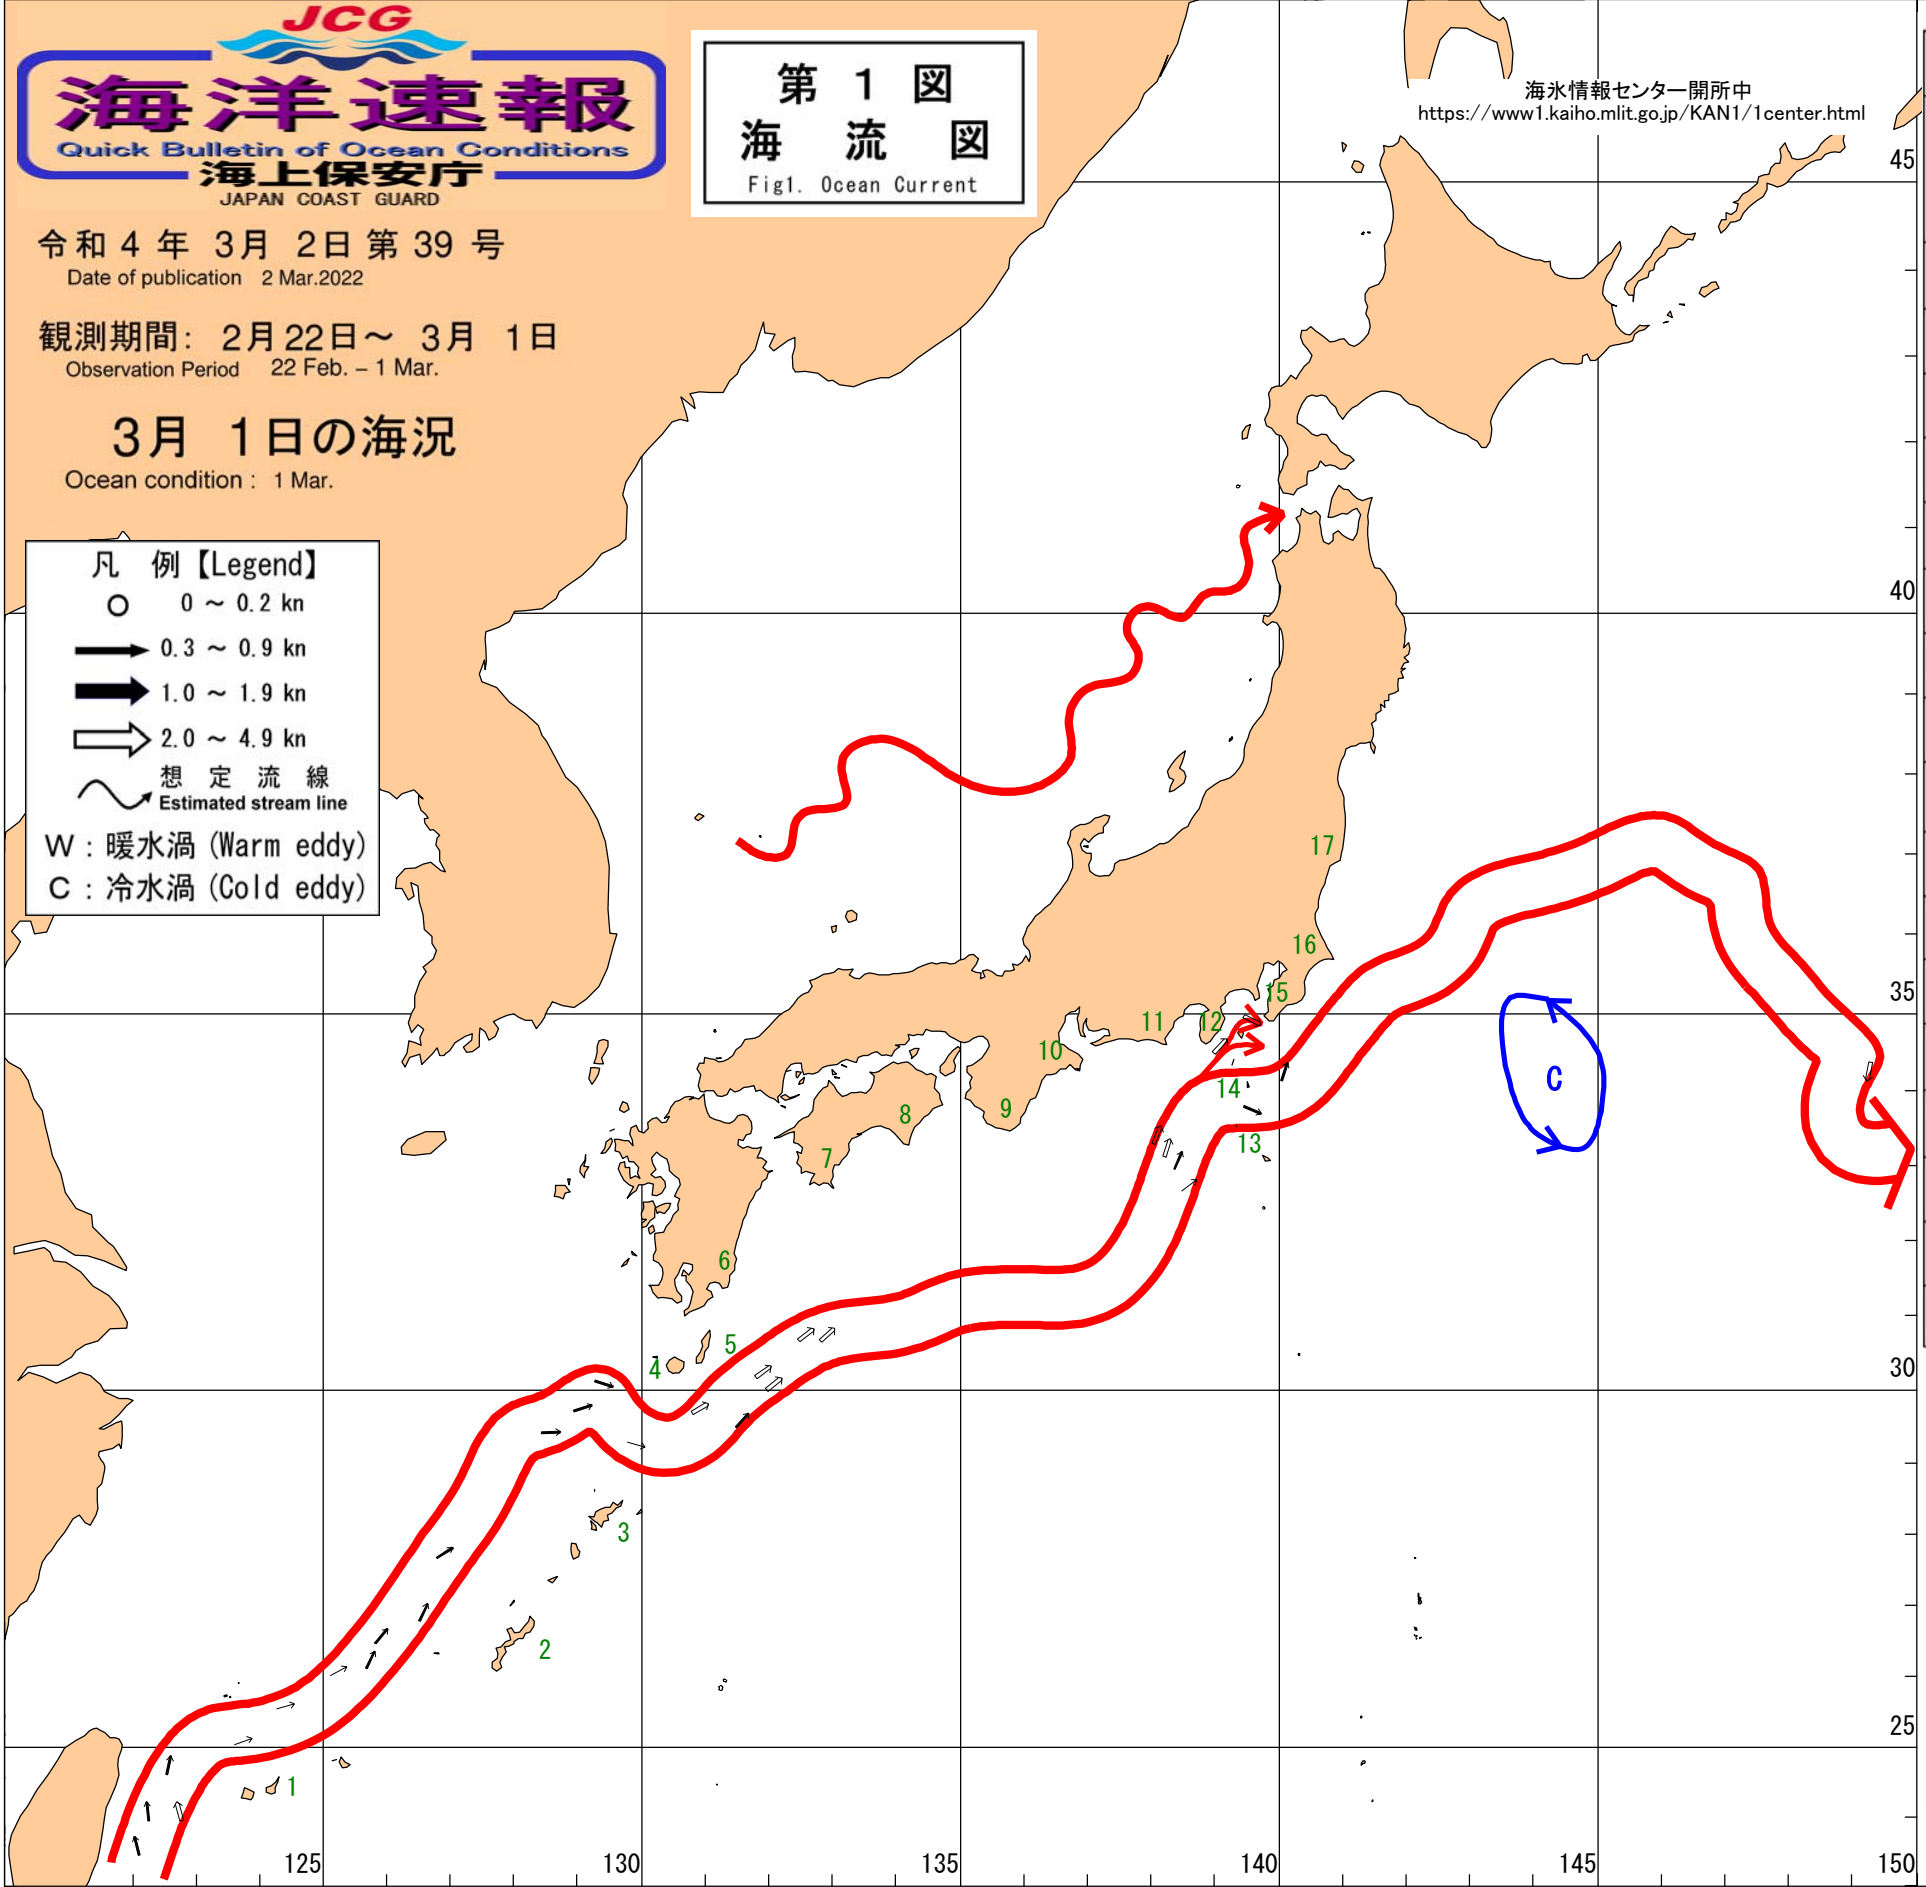 JCG
海洋速報
Quick Bulletin of Ocean Conditions
海上保安庁
JAPAN COAST GUARD
令和 4 年 3月 2日 第 39 号
Date of publication 2 Mar.2022
観測期間: 2月22日～ 3月 1日
Observation Period 22 Feb. – 1 Mar.
3月 1日の海況
Ocean condition : 1 Mar.
第 1 図
海 流 図
Fig1. Ocean Current
海氷情報センター開所中
https://www1.kaiho.mlit.go.jp/KAN1/1center.html
凡 例【Legend】
0 ～ 0.2 kn
0.3 ～ 0.9 kn
1.0 ～ 1.9 kn
2.0 ～ 4.9 kn
想 定 流 線
Estimated stream line
W : 暖水渦 (Warm eddy)
C : 冷水渦 (Cold eddy)
45
40
35
30
25
17
16
15
12
11
10
14
13
9
8
7
6
5
4
3
2
1
C
125
130
135
140
145
150